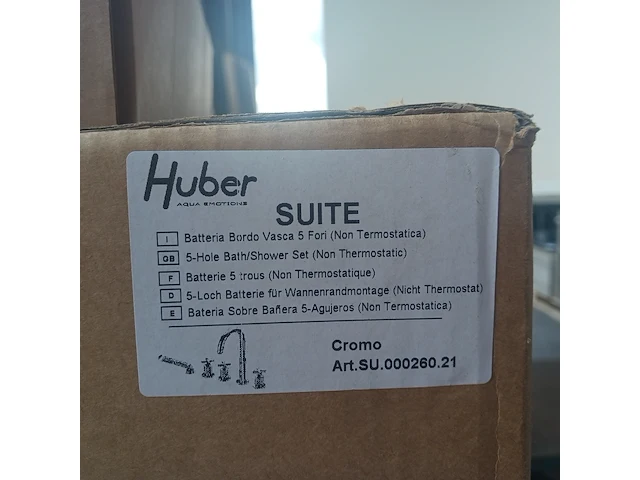 Huber
AQUA EMOTIONS
SUITE
I Batteria Bordo Vasca 5 Fori (Non Termostatica)
GB 5-Hole Bath/Shower Set (Non Thermostatic)
F Batterie 5 trous (Non Thermostatique)
D 5-Loch Batterie für Wannenrandmontage (Nicht Thermostat)
E Bateria Sobre Bañera 5-Agujeros (Non Termostatica)
Cromo
Art.SU.000260.21